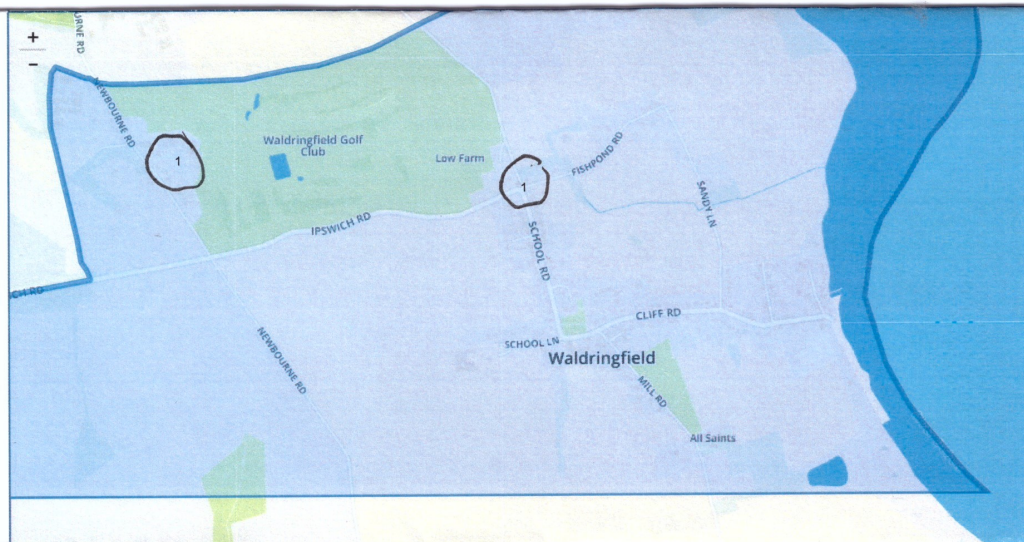 +
−
URNE RD
NEWBOURNE RD
1
Waldringfield Golf
Club
Low Farm
1
FISHPOND RD
SANDY LN
IPSWICH RD
SCHOOL RD
CH RD
CLIFF RD
SCHOOL LN
Waldringfield
NEWBOURNE RD
MILL RD
All Saints